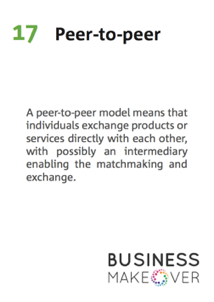 17 Peer-to-peer
A peer-to-peer model means that
individuals exchange products or
services directly with each other,
with possibly an intermediary
enabling the matchmaking and
exchange.
BUSINESS
MAKEOVER